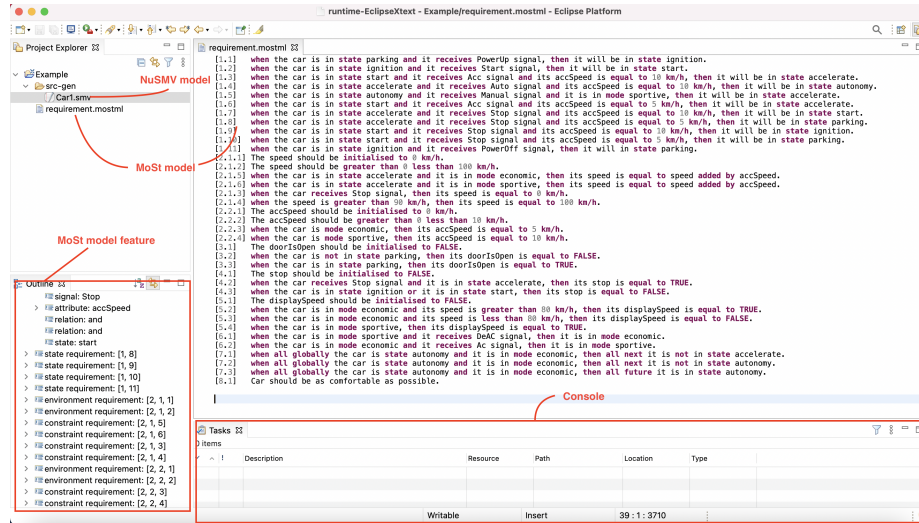 runtime-EclipseXtext - Example/requirement.mostml - Eclipse Platform
Project Explorer
Example
src-gen
Car1.smv
requirement.mostml
NuSMV model
MoSt model
MoSt model feature
Outline
signal: Stop
attribute: accSpeed
relation: and
relation: and
state: start
state requirement: [1, 8]
state requirement: [1, 9]
state requirement: [1, 10]
state requirement: [1, 11]
environment requirement: [2, 1, 1]
environment requirement: [2, 1, 2]
constraint requirement: [2, 1, 5]
constraint requirement: [2, 1, 6]
constraint requirement: [2, 1, 3]
constraint requirement: [2, 1, 4]
environment requirement: [2, 2, 1]
environment requirement: [2, 2, 2]
constraint requirement: [2, 2, 3]
constraint requirement: [2, 2, 4]
requirement.mostml
[1.1] when the car is in state parking and it receives PowerUp signal, then it will be in state ignition.
[1.2] when the car is in state ignition and it receives Start signal, then it will be in state start.
[1.3] when the car is in state start and it receives Acc signal and its accSpeed is equal to 10 km/h, then it will be in state accelerate.
[1.4] when the car is in state accelerate and it receives Auto signal and its accSpeed is equal to 10 km/h, then it will be in state autonomy.
[1.5] when the car is in state autonomy and it receives Manual signal and it is in mode sportive, then it will be in state accelerate.
[1.6] when the car is in state start and it receives Acc signal and its accSpeed is equal to 5 km/h, then it will be in state accelerate.
[1.7] when the car is in state accelerate and it receives Stop signal and its accSpeed is equal to 10 km/h, then it will be in state start.
[1.8] when the car is in state accelerate and it receives Stop signal and its accSpeed is equal to 5 km/h, then it will be in state parking.
[1.9] when the car is in state start and it receives Stop signal and its accSpeed is equal to 10 km/h, then it will be in state ignition.
[1.10] when the car is in state start and it receives Stop signal and its accSpeed is equal to 5 km/h, then it will be in state parking.
[1.11] when the car is in state ignition and it receives PowerOff signal, then it will in state parking.
[2.1.1] The speed should be initialised to 0 km/h.
[2.1.2] The speed should be greater than 0 less than 100 km/h.
[2.1.5] when the car is in state accelerate and it is in mode economic, then its speed is equal to speed added by accSpeed.
[2.1.6] when the car is in state accelerate and it is in mode sportive, then its speed is equal to speed added by accSpeed.
[2.1.3] when the car receives Stop signal, then its speed is equal to 0 km/h.
[2.1.4] when the speed is greater than 90 km/h, then its speed is equal to 100 km/h.
[2.2.1] The accSpeed should be initialised to 0 km/h.
[2.2.2] The accSpeed should be greater than 0 less than 10 km/h.
[2.2.3] when the car is mode economic, then its accSpeed is equal to 5 km/h.
[2.2.4] when the car is mode sportive, then its accSpeed is equal to 10 km/h.
[3.1] The doorIsOpen should be initialised to FALSE.
[3.2] when the car is not in state parking, then its doorIsOpen is equal to FALSE.
[3.3] when the car is in state parking, then its doorIsOpen is equal to TRUE.
[4.1] The stop should be initialised to FALSE.
[4.2] when the car receives Stop signal and it is in state accelerate, then its stop is equal to TRUE.
[4.3] when the car is in state ignition or it is in state start, then its stop is equal to FALSE.
[5.1] The displaySpeed should be initialised to FALSE.
[5.2] when the car is in mode economic and its speed is greater than 80 km/h, then its displaySpeed is equal to TRUE.
[5.3] when the car is in mode economic and its speed is less than 80 km/h, then its displaySpeed is equal to FALSE.
[5.4] when the car is in mode sportive, then its displaySpeed is equal to TRUE.
[6.1] when the car is in mode sportive and it receives DeAC signal, then it is in mode economic.
[6.2] when the car is in mode economic and it receives Ac signal, then it is in mode sportive.
[7.1] when all globally the car is state autonomy and it is in mode economic, then all next it is not in state accelerate.
[7.2] when all globally the car is state autonomy and it is in mode economic, then all next it is not in state autonomy.
[7.3] when all globally the car is state autonomy and it is in mode economic, then all future it is in state autonomy.
[8.1] Car should be as comfortable as possible.
Console
Tasks
0 items
! Description Resource Path Location Type
Writable Insert 39 : 1 : 3710